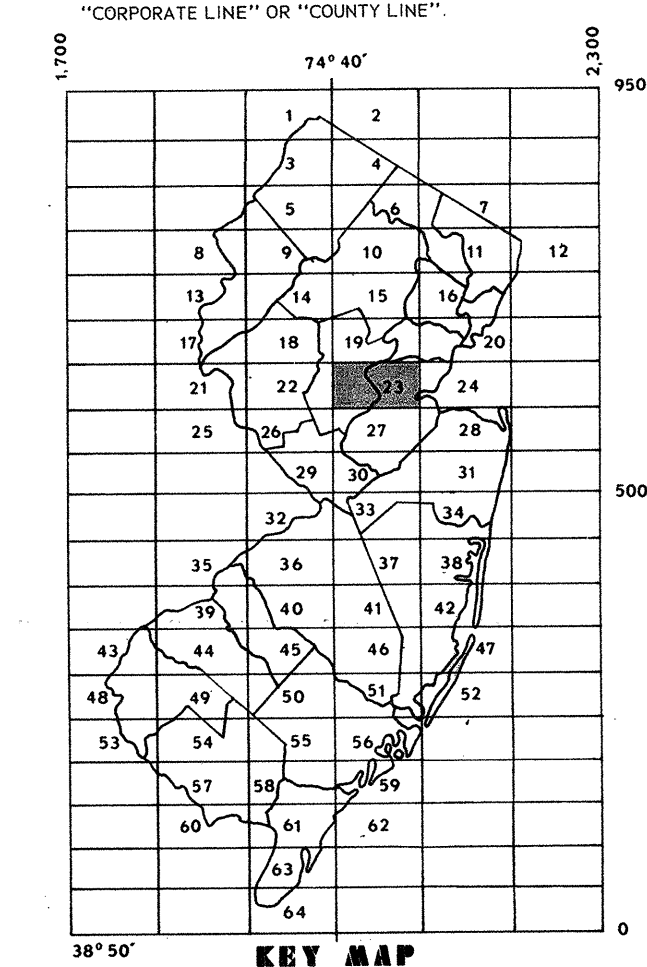 "CORPORATE LINE" OR "COUNTY LINE".
1,700
74° 40´
2,300
950
1 2
3 4
5 6 7
8 9 10 11 12
13 14 15 16
17 18 19 20
21 22 23 24
25 26 27 28
29 30 31
500
32 33 34
35 36 37 38
39 40 41 42
43 44 45 46 47
48 49 50 51 52
53 54 55 56
57 58 59
60 61 62
63
64
0
38° 50´
KEY MAP